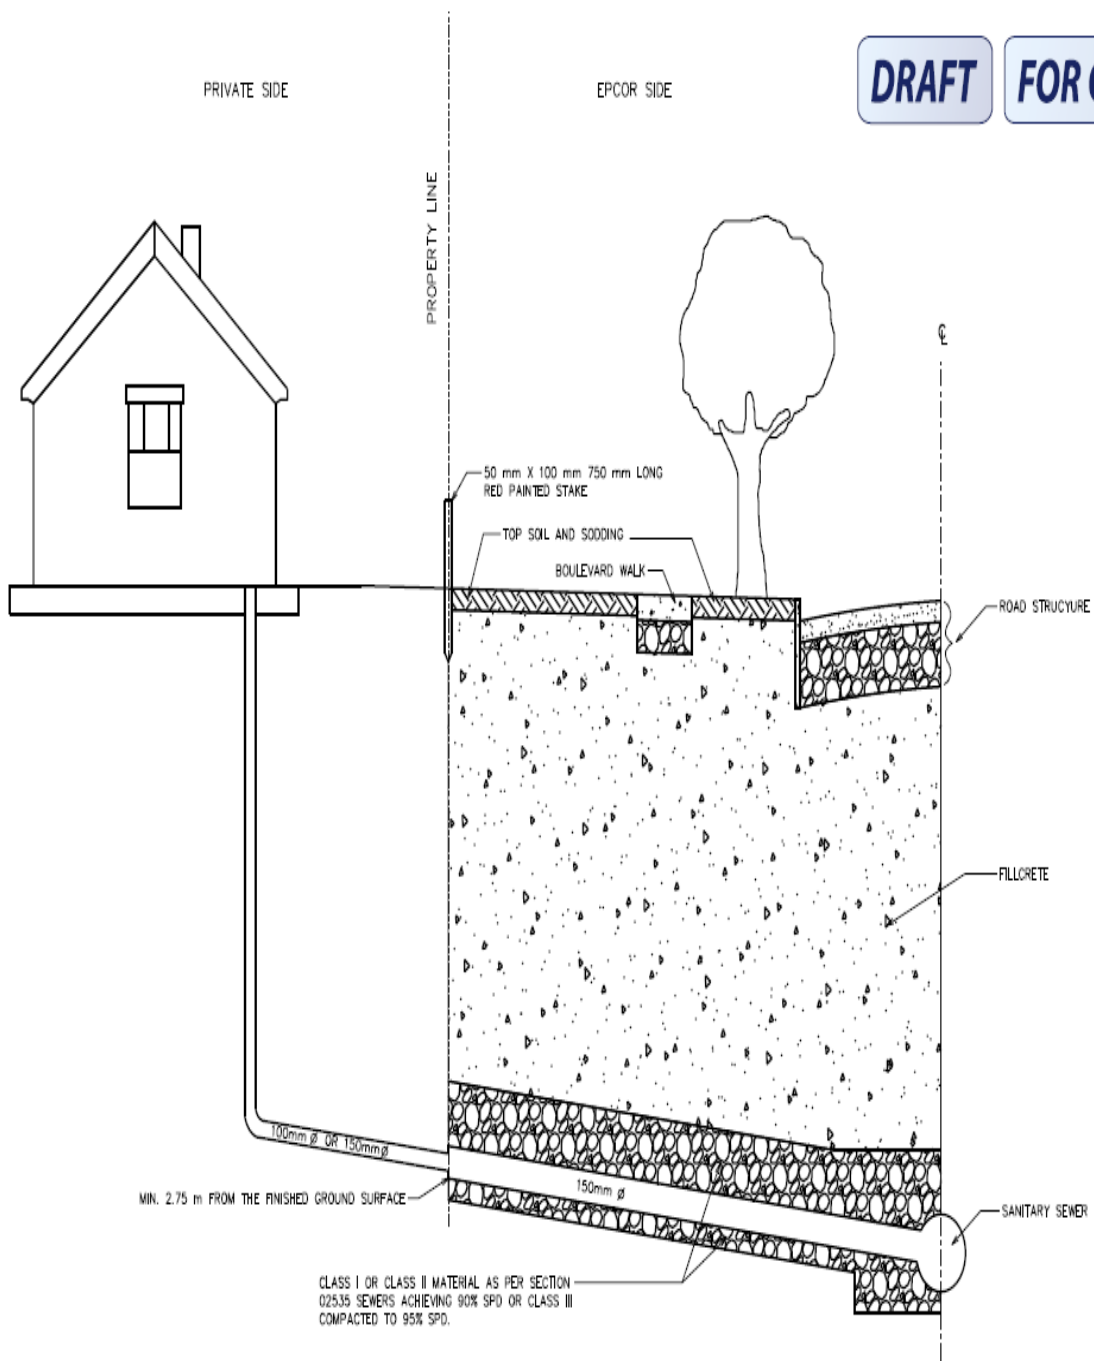 DRAFT
FOR
PRIVATE SIDE
EPCOR SIDE
PROPERTY LINE
℄
50 mm X 100 mm 750 mm LONG
RED PAINTED STAKE
TOP SOIL AND SODDING
BOULEVARD WALK
ROAD STRUCYURE
FILLCRETE
100mm Ø OR 150mm Ø
150mm Ø
MIN. 2.75 m FROM THE FINISHED GROUND SURFACE
SANITARY SEWER
CLASS I OR CLASS II MATERIAL AS PER SECTION
02535 SEWERS ACHIEVING 90% SPD OR CLASS III
COMPACTED TO 95% SPD.